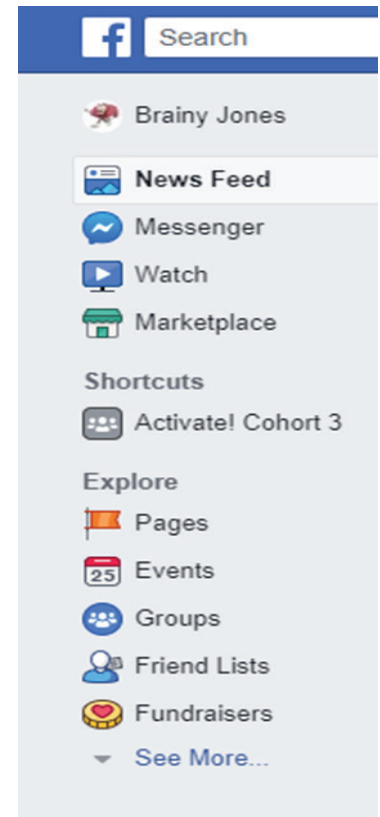 f Search
Brainy Jones
News Feed
Messenger
Watch
Marketplace
Shortcuts
Activate! Cohort 3
Explore
Pages
25 Events
Groups
Friend Lists
Fundraisers
See More...